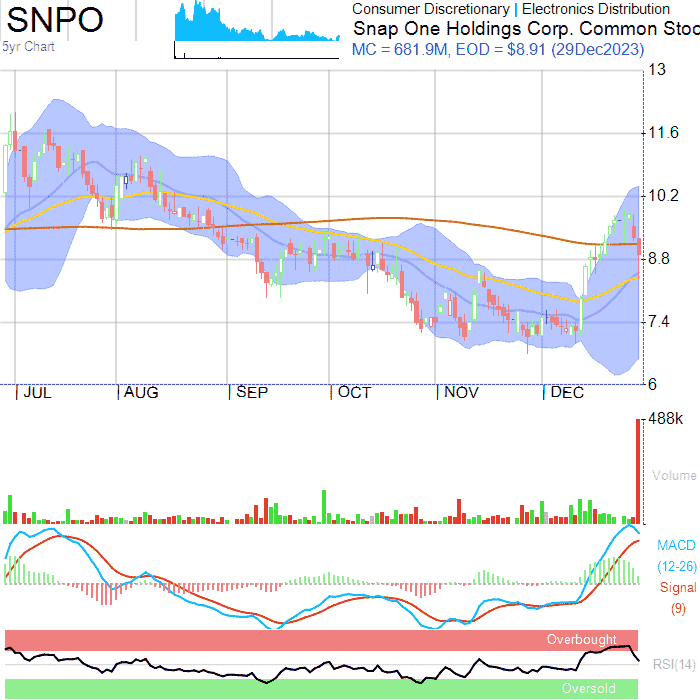 SNPO
5yr Chart
Consumer Discretionary | Electronics Distribution
Snap One Holdings Corp. Common Stoc
MC = 681.9M, EOD = $8.91 (29Dec2023)
13
11.6
10.2
8.8
7.4
6
JUL AUG SEP OCT NOV DEC
488k
Volume
MACD
(12-26)
Signal
(9)
Overbought
RSI(14)
Oversold